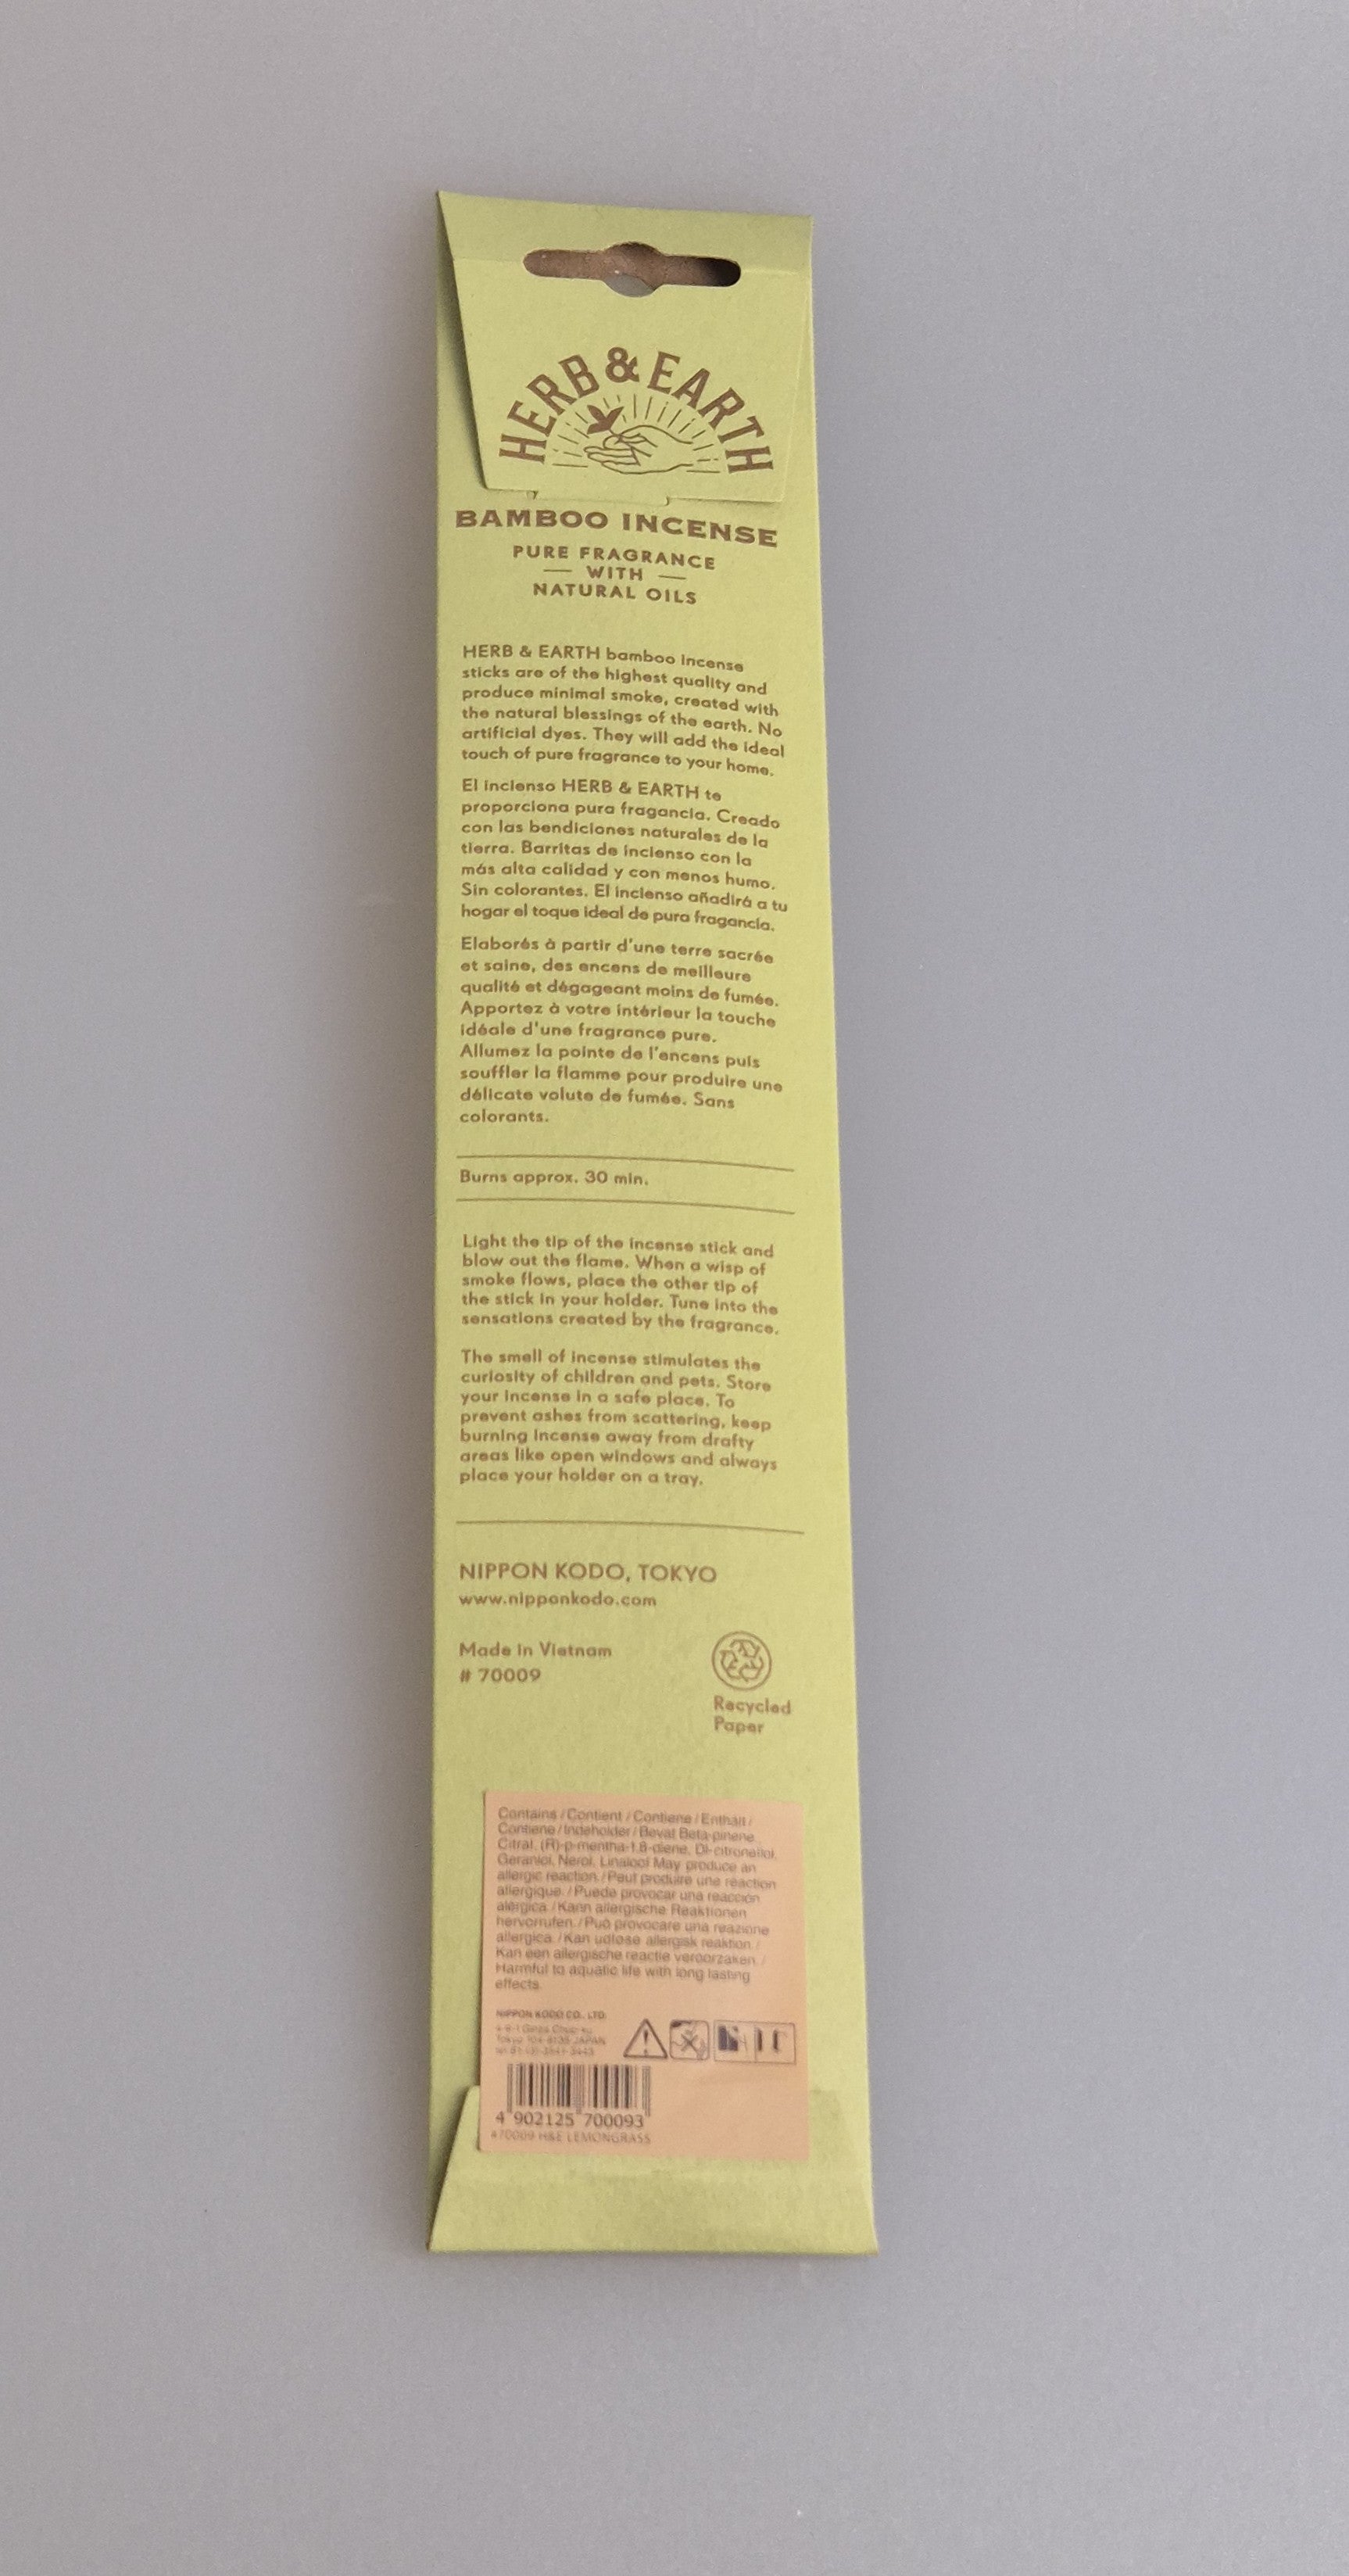 HERB & EARTH
BAMBOO INCENSE
PURE FRAGRANCE
WITH
NATURAL OILS
HERB & EARTH bamboo incense
sticks are of the highest quality and
produce minimal smoke, created with
the natural blessings of the earth. No
artificial dyes. They will add the ideal
touch of pure fragrance to your home.
El incienso HERB & EARTH te
proporciona pura fragancia. Creado
con las bendiciones naturales de la
tierra. Barritas de incienso con la
más alta calidad y con menos humo.
Sin colorantes. El incienso añadirá a tu
hogar el toque ideal de pura fragancia.
Elaborés à partir d'une terre sacrée
et saine, des encens de meilleure
qualité et dégageant moins de fumée.
Apportez à votre intérieur la touche
idéale d'une fragrance pure.
Allumez la pointe de l'encens puis
souffler la flamme pour produire une
délicate volute de fumée. Sans
colorants.
Burns approx. 30 min.
Light the tip of the incense stick and
blow out the flame. When a wisp of
smoke flows, place the other tip of
the stick in your holder. Tune into the
sensations created by the fragrance.
The smell of incense stimulates the
curiosity of children and pets. Store
your incense in a safe place. To
prevent ashes from scattering, keep
burning incense away from drafty
areas like open windows and always
place your holder on a tray.
NIPPON KODO, TOKYO
www.nipponkodo.com
Made in Vietnam
# 70009
Recycled
Paper
Contains / Contient / Contiene / Enthält /
Contiene / Indeholder / Bevat Beta-pinene,
Citral, (R)-p-mentha-1,8-diene, Dl-citronellol,
Geraniol, Nerol, Linalool May produce an
allergic reaction. / Peut produire une réaction
allergique. / Puede provocar una reacción
alérgica. / Kann allergische Reaktionen
hervorrufen. / Può provocare una reazione
allergica. / Kan udløse allergisk reaktion. /
Kan een allergische reactie veroorzaken. /
Harmful to aquatic life with long lasting
effects.
NIPPON KODO CO., LTD.
Tokyo 104-8135 JAPAN
4 902125 700093
#70009 H&E LEMONGRASS